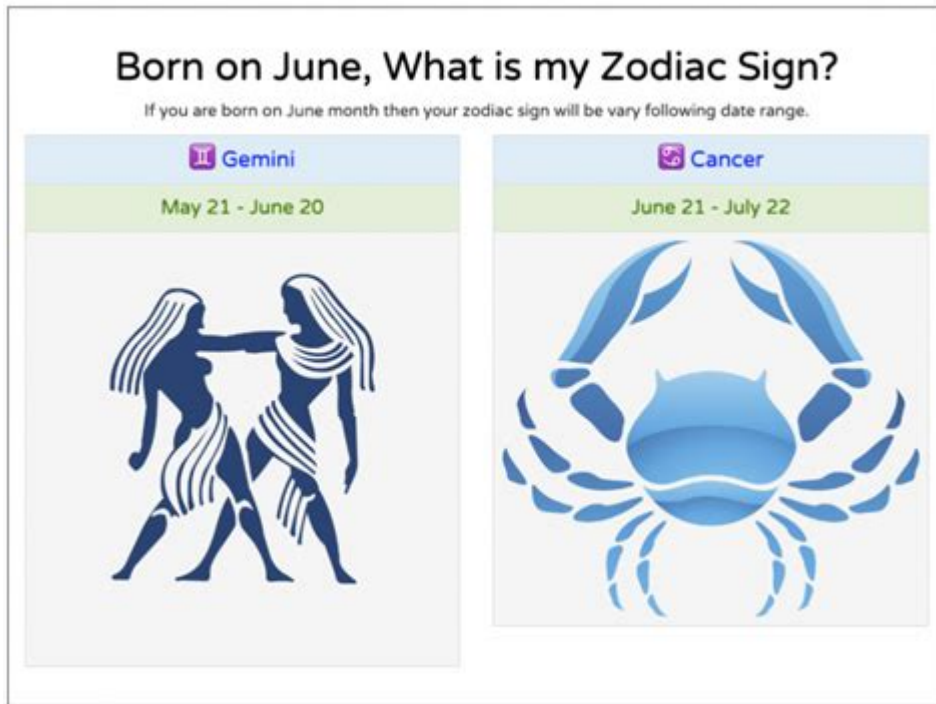 Born on June, What is my Zodiac Sign?
If you are born on June month then your zodiac sign will be vary following date range.
♊ Gemini
May 21 - June 20
♋ Cancer
June 21 - July 22